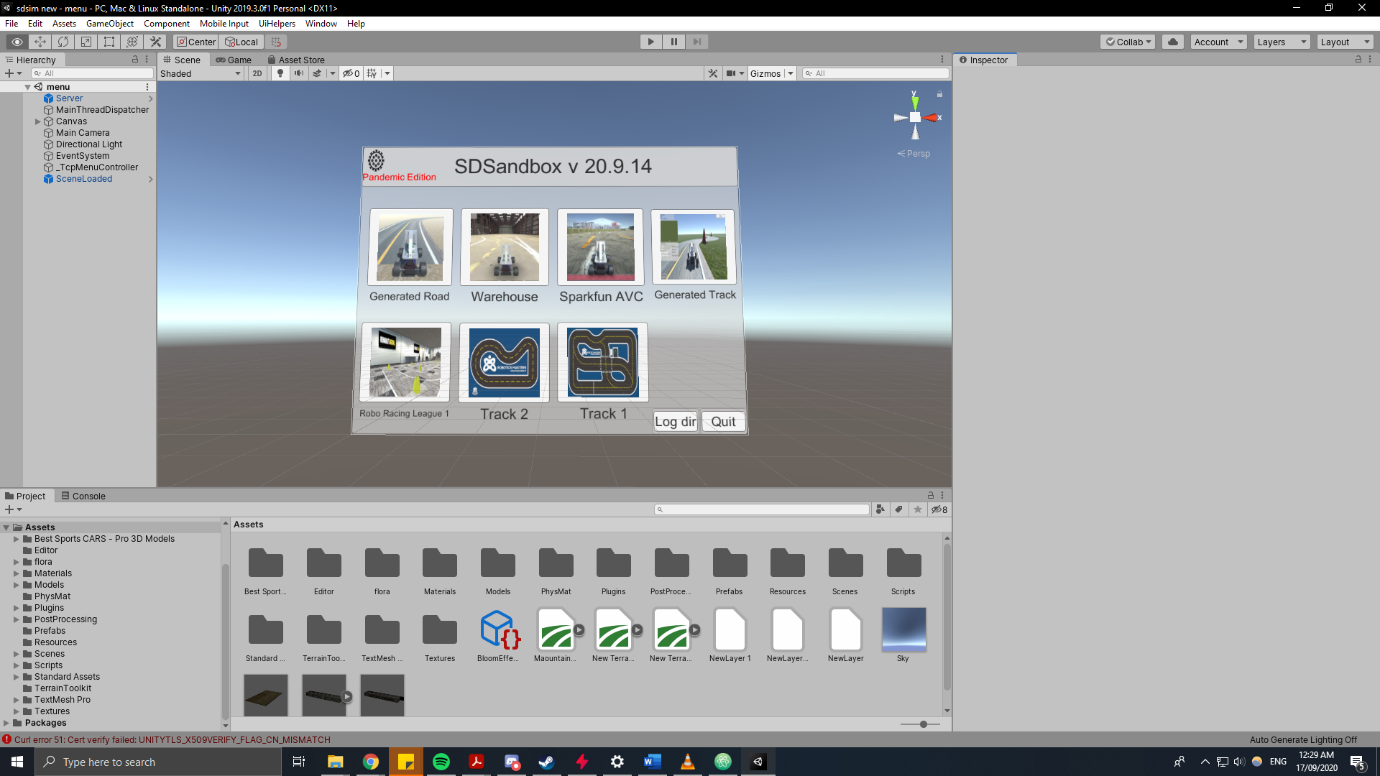 sdsim new - menu - PC, Mac & Linux Standalone - Unity 2019.3.0f1 Personal <DX11>
File Edit Assets GameObject Component Mobile Input UiHelpers Window Help
Center Local Collab Account Layers Layout
Hierarchy
All
menu
Server
MainThreadDispatcher
Canvas
Main Camera
Directional Light
EventSystem
_TcpMenuController
SceneLoaded
Scene Game Asset Store
Shaded 2D 0 Gizmos All
y
x
Persp
Pandemic Edition
SDSandbox v 20.9.14
Generated Road Warehouse Sparkfun AVC Generated Track
Robo Racing League 1 Track 2 Track 1
Log dir Quit
Inspector
Project Console
8
Assets
Best Sports CARS - Pro 3D Models
Editor
flora
Materials
Models
PhysMat
Plugins
PostProcessing
Prefabs
Resources
Scenes
Scripts
Standard Assets
TerrainToolkit
TextMesh Pro
Textures
Packages
Assets
Best Sport... Editor flora Materials Models PhysMat Plugins PostProce... Prefabs Resources Scenes Scripts
Standard ... TerrainToo... TextMesh ... Textures BloomEffe... Maountain... New Terra... New Terra... NewLayer 1 NewLayer... NewLayer Sky
Curl error 51: Cert verify failed: UNITYTLS_X509VERIFY_FLAG_CN_MISMATCH
Auto Generate Lighting Off
Type here to search
ENG
12:29 AM
17/09/2020
5